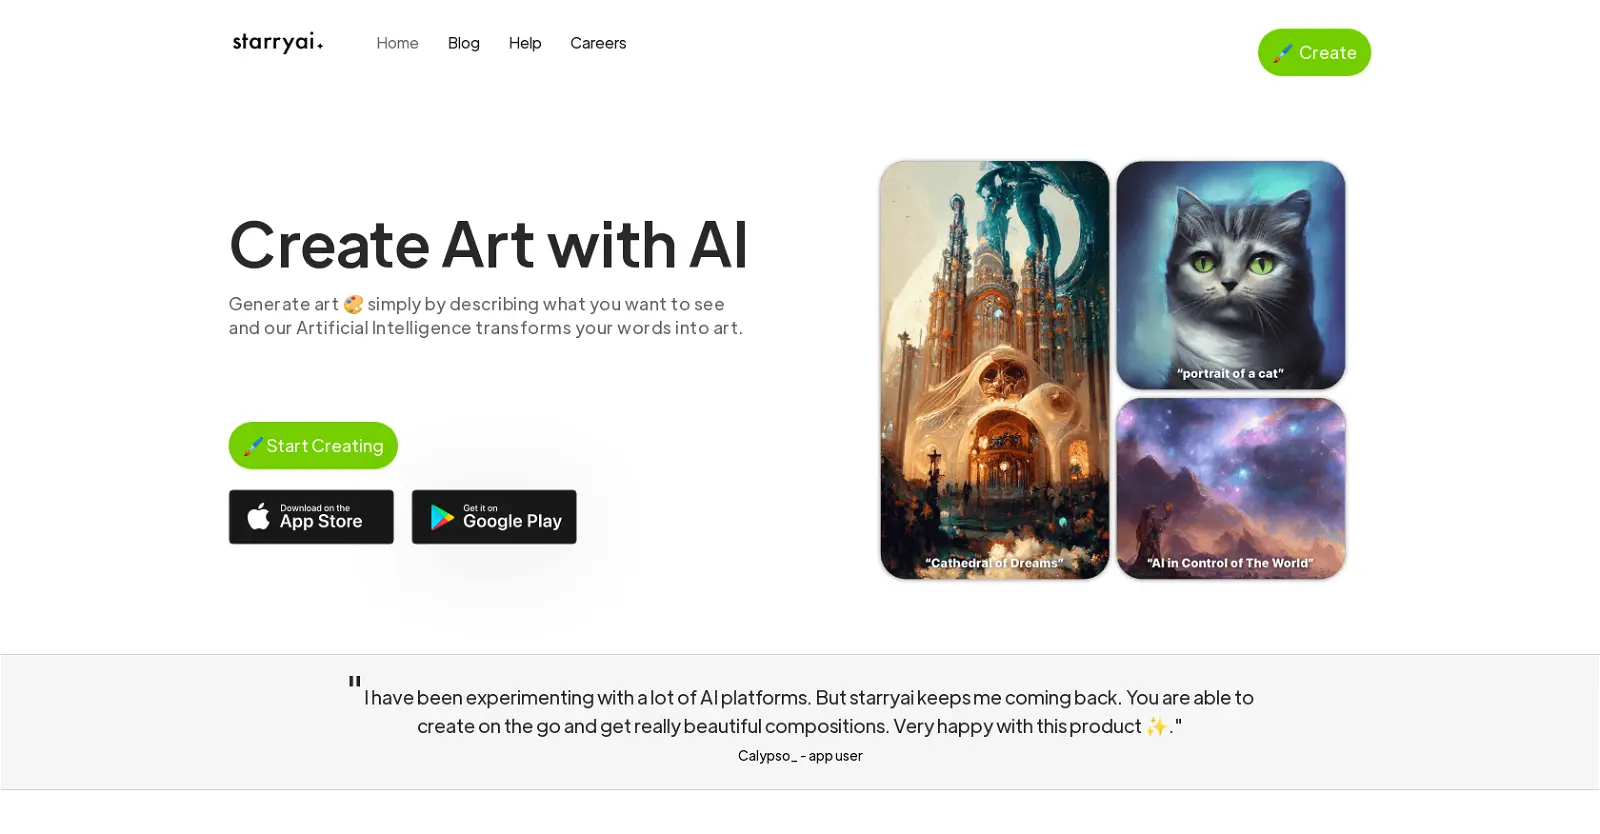 starryai
Home
Blog
Help
Careers
🖌️ Create
Create Art with AI
Generate art 🎨 simply by describing what you want to see
and our Artificial Intelligence transforms your words into art.
🖌️Start Creating
Download on the
App Store
Get it on
Google Play
“Cathedral of Dreams”
“portrait of a cat”
“AI in Control of The World”
" I have been experimenting with a lot of AI platforms. But starryai keeps me coming back. You are able to
create on the go and get really beautiful compositions. Very happy with this product ✨."
Calypso_ - app user